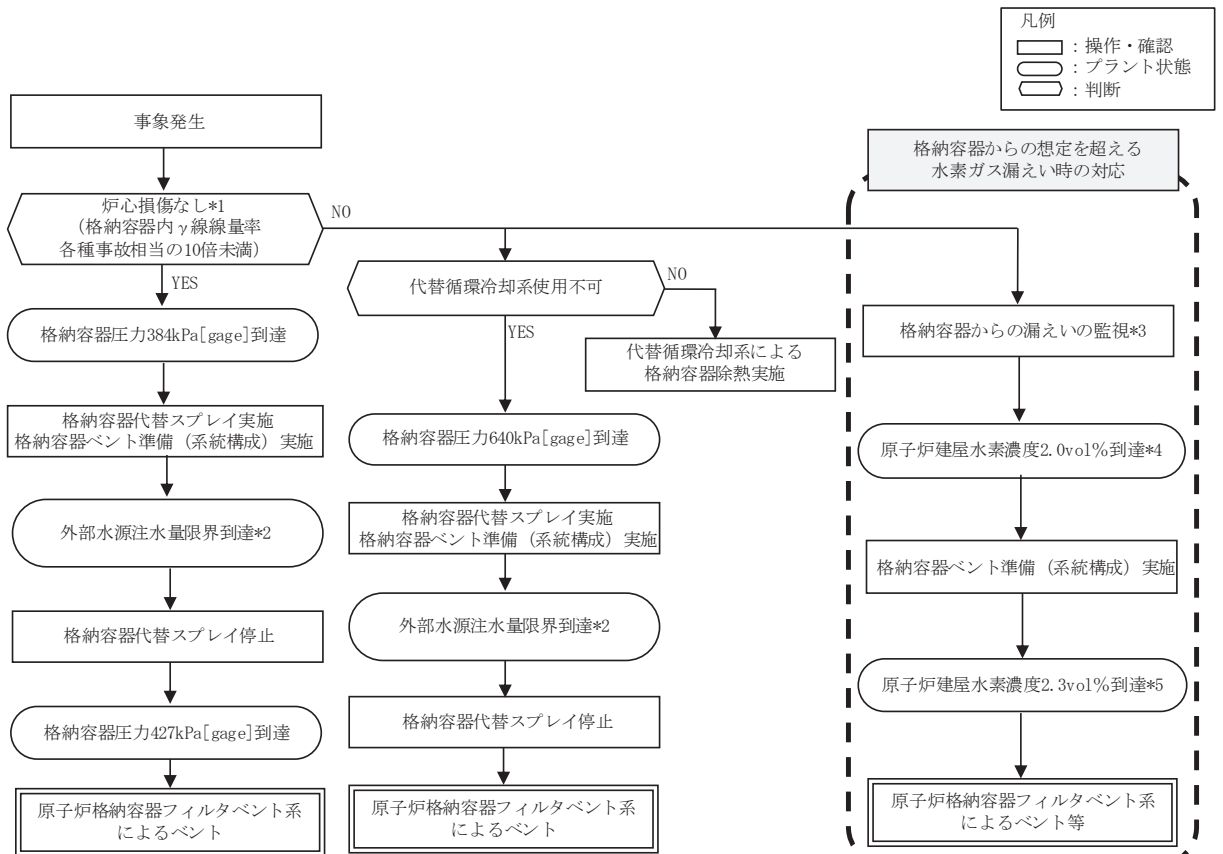 凡例
：操作・確認
：プラント状態
：判断
事象発生
炉心損傷なし*1
（格納容器内γ線線量率
各種事故相当の10倍未満）
NO
YES
格納容器圧力384kPa[gage]到達
格納容器代替スプレイ実施
格納容器ベント準備（系統構成）実施
外部水源注水量限界到達*2
格納容器代替スプレイ停止
格納容器圧力427kPa[gage]到達
原子炉格納容器フィルタベント系
によるベント
代替循環冷却系使用不可
NO
YES
代替循環冷却系による
格納容器除熱実施
格納容器圧力640kPa[gage]到達
格納容器代替スプレイ実施
格納容器ベント準備（系統構成）実施
外部水源注水量限界到達*2
格納容器代替スプレイ停止
原子炉格納容器フィルタベント系
によるベント
格納容器からの想定を超える
水素ガス漏えい時の対応
格納容器からの漏えいの監視*3
原子炉建屋水素濃度2.0vol％到達*4
格納容器ベント準備（系統構成）実施
原子炉建屋水素濃度2.3vol％到達*5
原子炉格納容器フィルタベント系
によるベント等